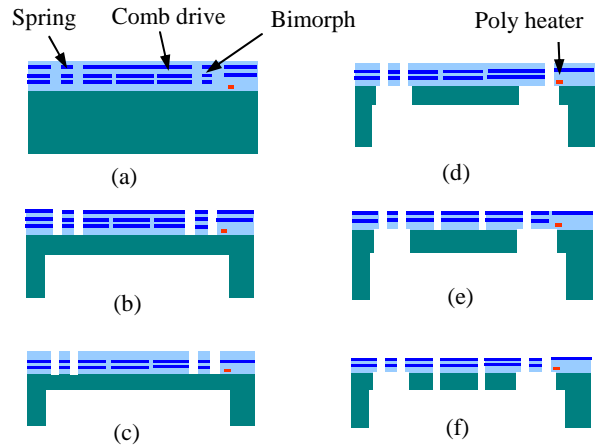 Spring
Comb drive
Bimorph
Poly heater
(a)
(b)
(c)
(d)
(e)
(f)